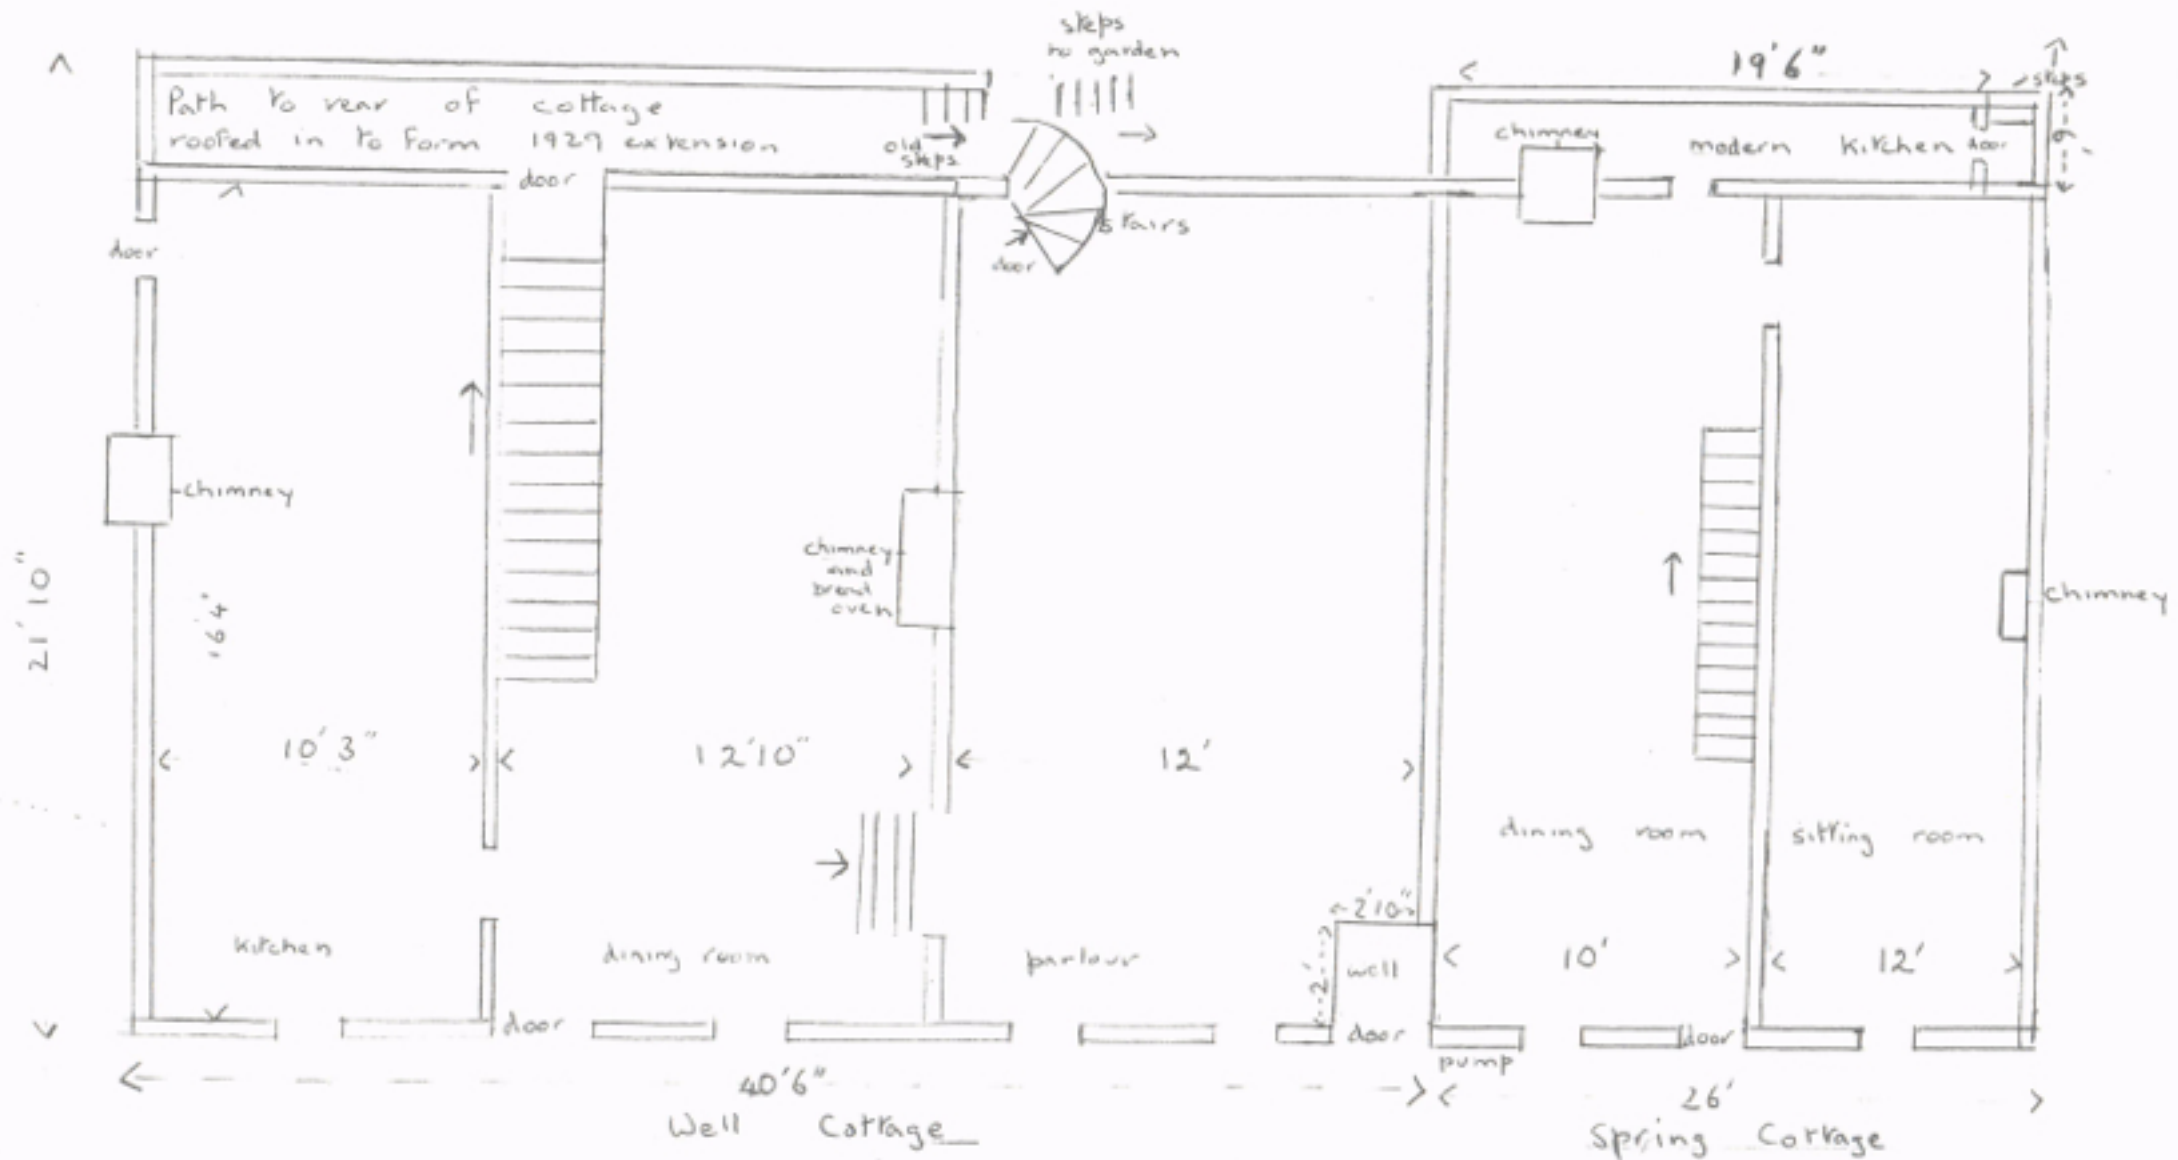 steps
to garden
19'6"
steps
Path to rear of cottage
roofed in to form 1929 extension
old
steps
door
chimney
modern kitchen
door
door
stairs
door
chimney
chimney
and
bread
oven
chimney
21'10"
16'4"
10'3"
12'10"
12'
dining room
sitting room
2'10"
kitchen
dining room
parlour
2'
well
10'
12'
door
door
door
pump
40'6"
26'
Well Cottage
Spring Cottage